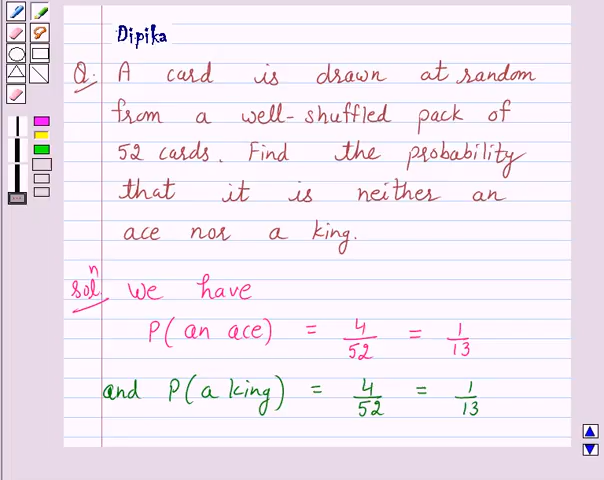 Dipika
Q. A card is drawn at random
from a well-shuffled pack of
52 cards. Find the probability
that it is neither an
ace nor a king.
solⁿ. We have
P(an ace) = 4/52 = 1/13
and P(a king) = 4/52 = 1/13